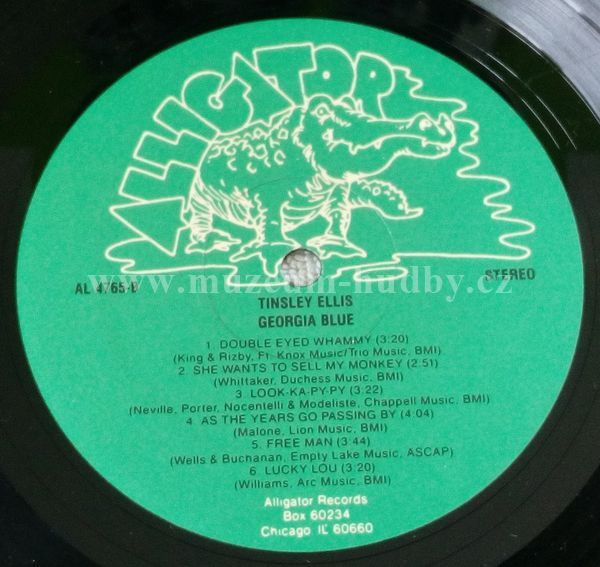 ALLIGATOR
www.muzeum-hudby.cz
AL 4765-B
STEREO
TINSLEY ELLIS
GEORGIA BLUE
1. DOUBLE EYED WHAMMY (3:20)
(King & Rizby, Ft. Knox Music/Trio Music, BMI)
2. SHE WANTS TO SELL MY MONKEY (2:51)
(Whittaker, Duchess Music, BMI)
3. LOOK-KA-PY-PY (3:22)
(Neville, Porter, Nocentelli & Modeliste, Chappell Music, BMI)
4. AS THE YEARS GO PASSING BY (4:04)
(Malone, Lion Music, BMI)
5. FREE MAN (3:44)
(Wells & Buchanan, Empty Lake Music, ASCAP)
6. LUCKY LOU (3:20)
(Williams, Arc Music, BMI)
Alligator Records
Box 60234
Chicago IL 60660